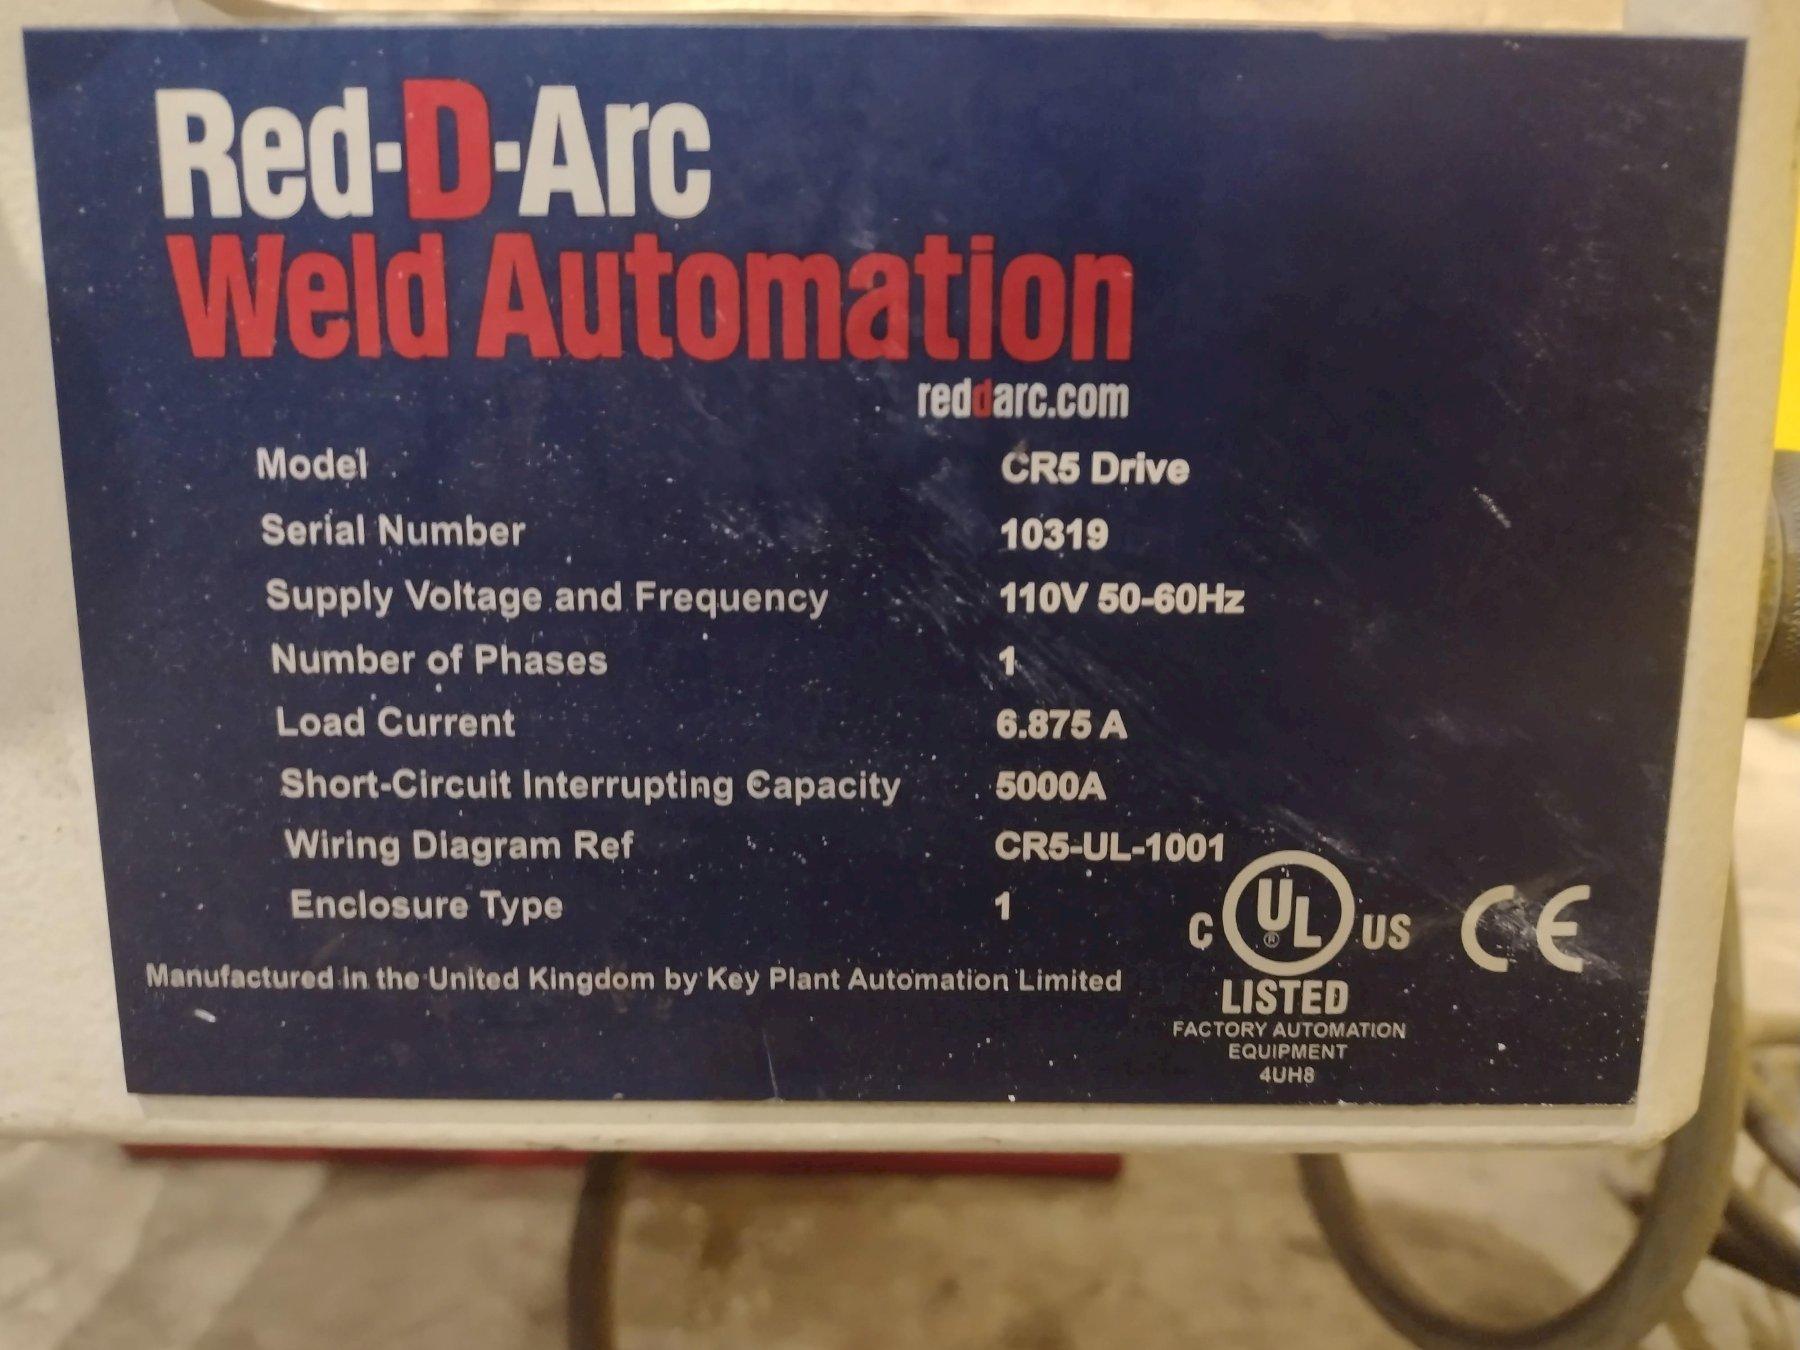 Red-D-Arc
Weld Automation
reddarc.com
Model CR5 Drive
Serial Number 10319
Supply Voltage and Frequency 110V 50-60Hz
Number of Phases 1
Load Current 6.875 A
Short-Circuit Interrupting Capacity 5000A
Wiring Diagram Ref CR5-UL-1001
Enclosure Type 1
C UL ® US CE
Manufactured in the United Kingdom by Key Plant Automation Limited
LISTED
FACTORY AUTOMATION
EQUIPMENT
4UH8